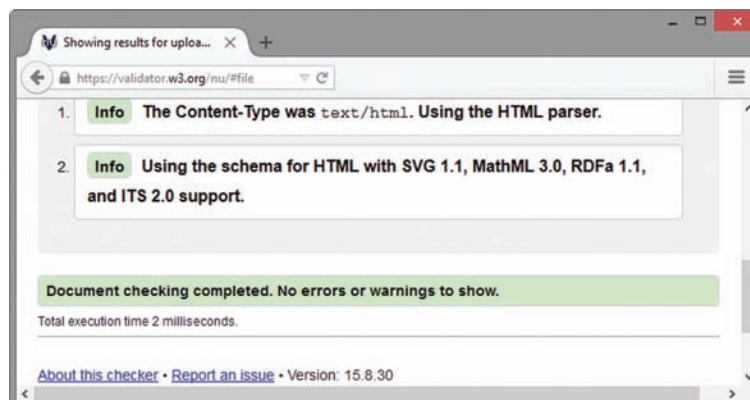 Showing results for uploa...
https://validator.w3.org/nu/#file
1. Info The Content-Type was text/html. Using the HTML parser.
2. Info Using the schema for HTML with SVG 1.1, MathML 3.0, RDFa 1.1,
and ITS 2.0 support.
Document checking completed. No errors or warnings to show.
Total execution time 2 milliseconds.
About this checker • Report an issue • Version: 15.8.30